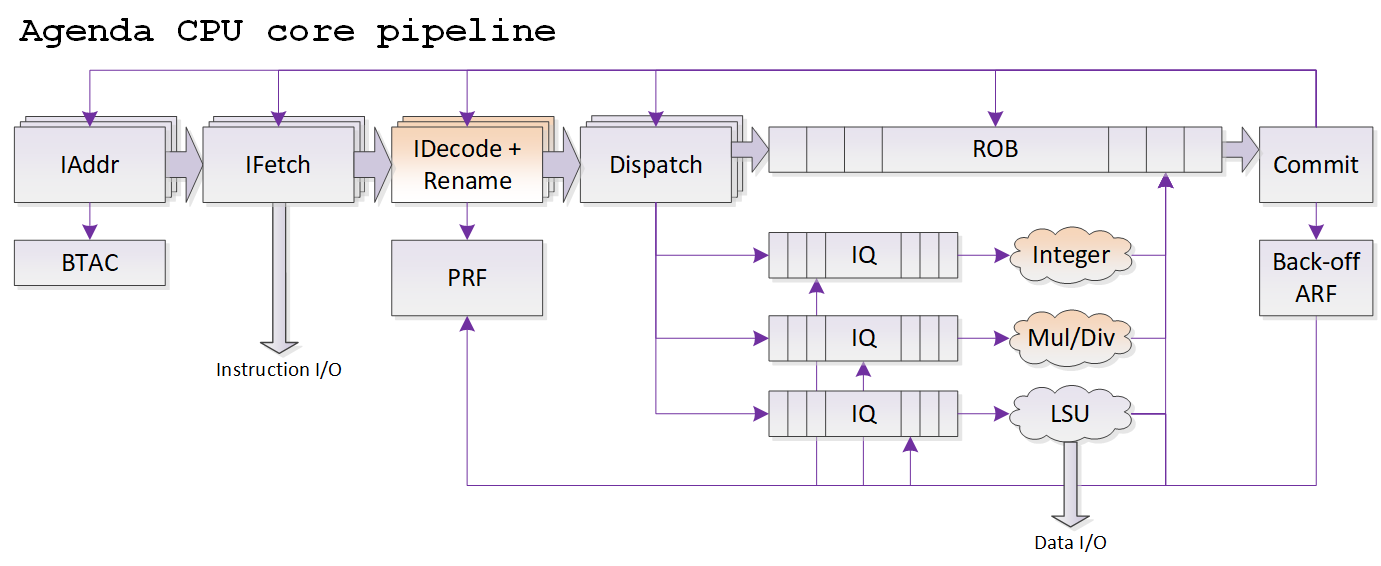 Agenda CPU core pipeline
IAddr
IFetch
IDecode +
Rename
Dispatch
ROB
Commit
BTAC
PRF
IQ
Integer
Back-off
ARF
IQ
Mul/Div
Instruction I/O
IQ
LSU
Data I/O